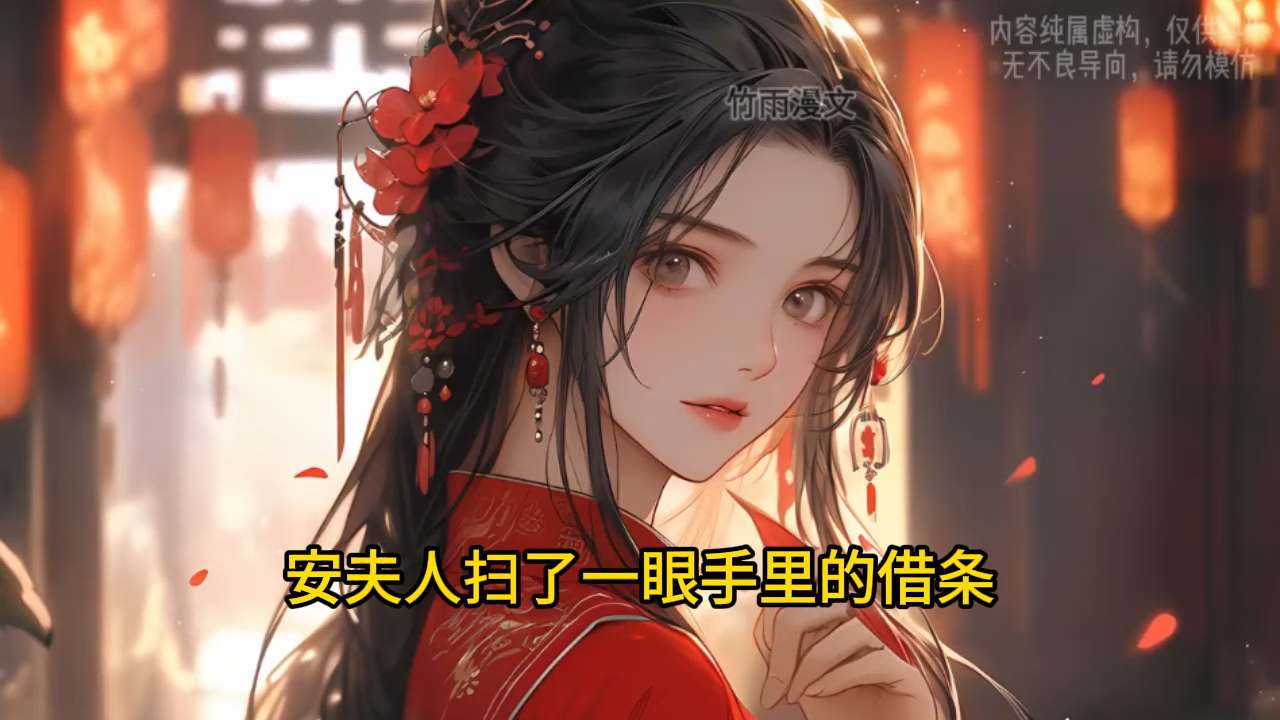 内容纯属虚构，仅供
无不良导向，请勿模仿
竹雨漫文
安夫人扫了一眼手里的借条